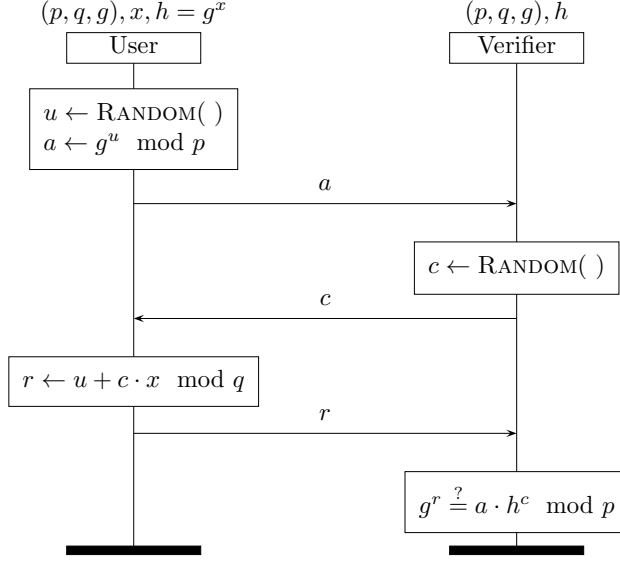 (p, q, g), x, h = g^x
(p, q, g), h
User
Verifier
u ← RANDOM( )
a ← g^u mod p
a
c ← RANDOM( )
c
r ← u + c · x mod q
r
g^r ≟ a · h^c mod p